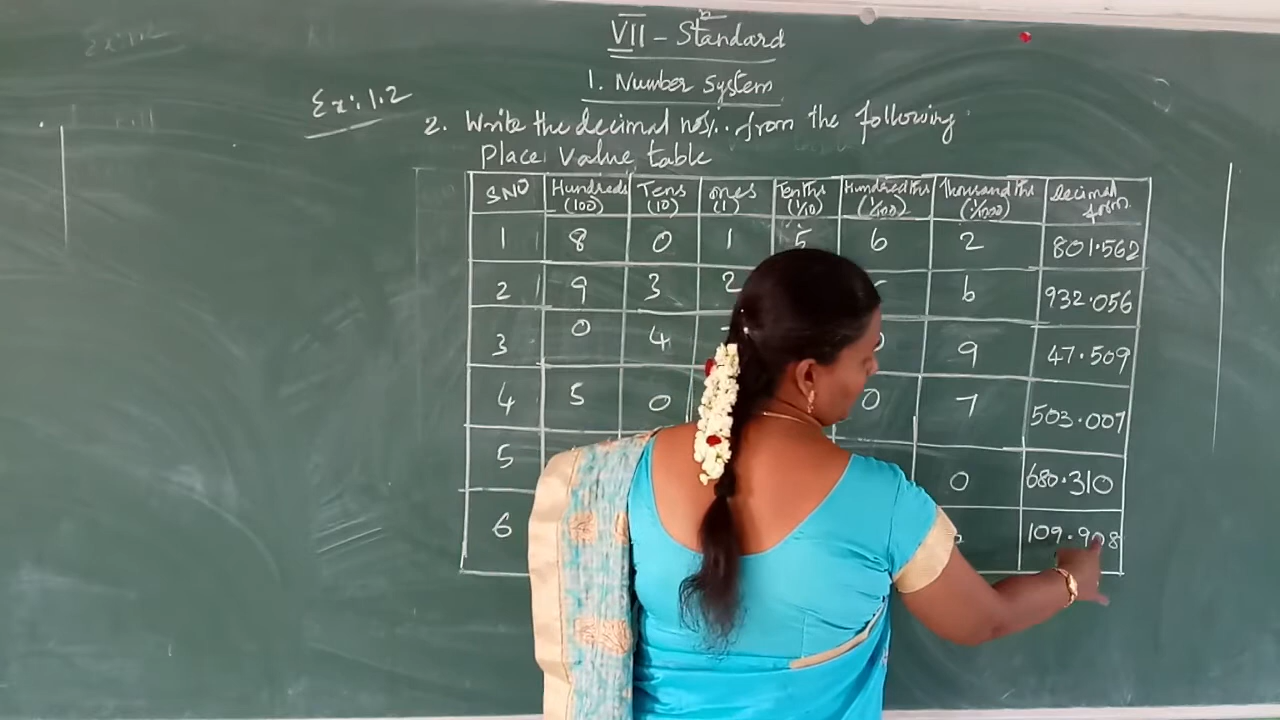 VII - Standard
1. Number System
Ex: 1.2
2. Write the decimal nos/.. from the following
Place Value table
S NO Hundreds (100) Tens (10) ones (1) Tenths (1/10) Hundredths (1/100) Thousandths (1/1000) Decimal form.
1 8 0 1 5 6 2 801.562
2 9 3 2 6 932.056
3 0 4 9 47.509
4 5 0 0 7 503.007
5 0 680.310
6 109.908